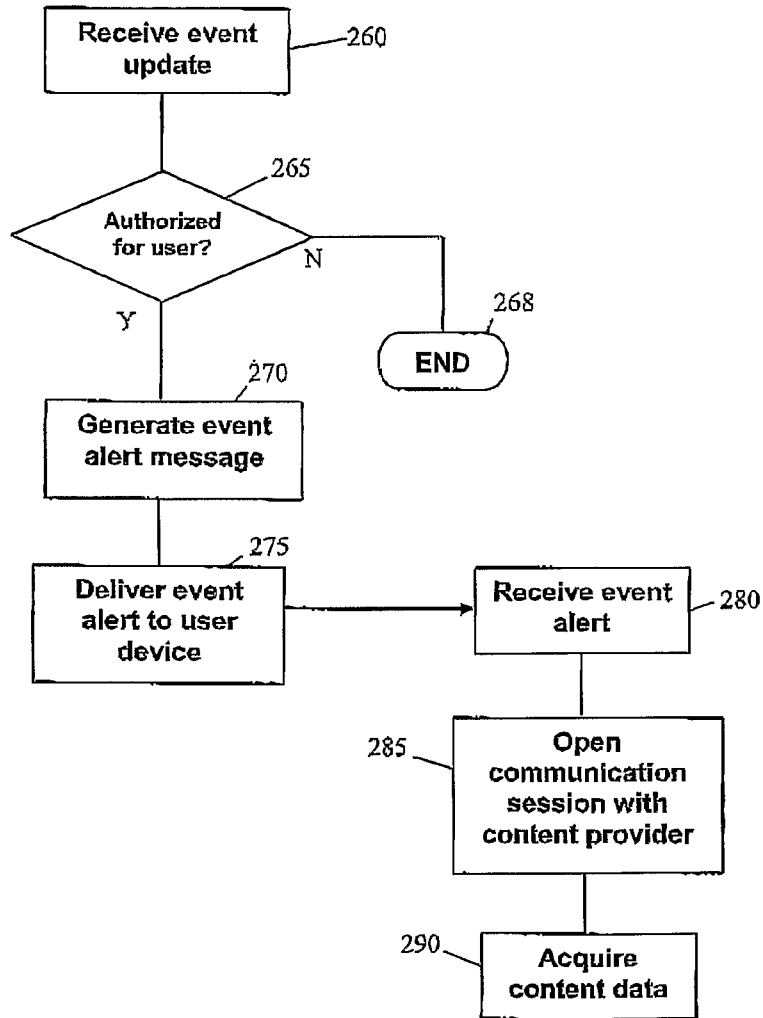 Receive event
update
260
265
Authorized
for user?
N
Y
268
END
270
Generate event
alert message
275
Deliver event
alert to user
device
Receive event
alert
280
285
Open
communication
session with
content provider
290
Acquire
content data